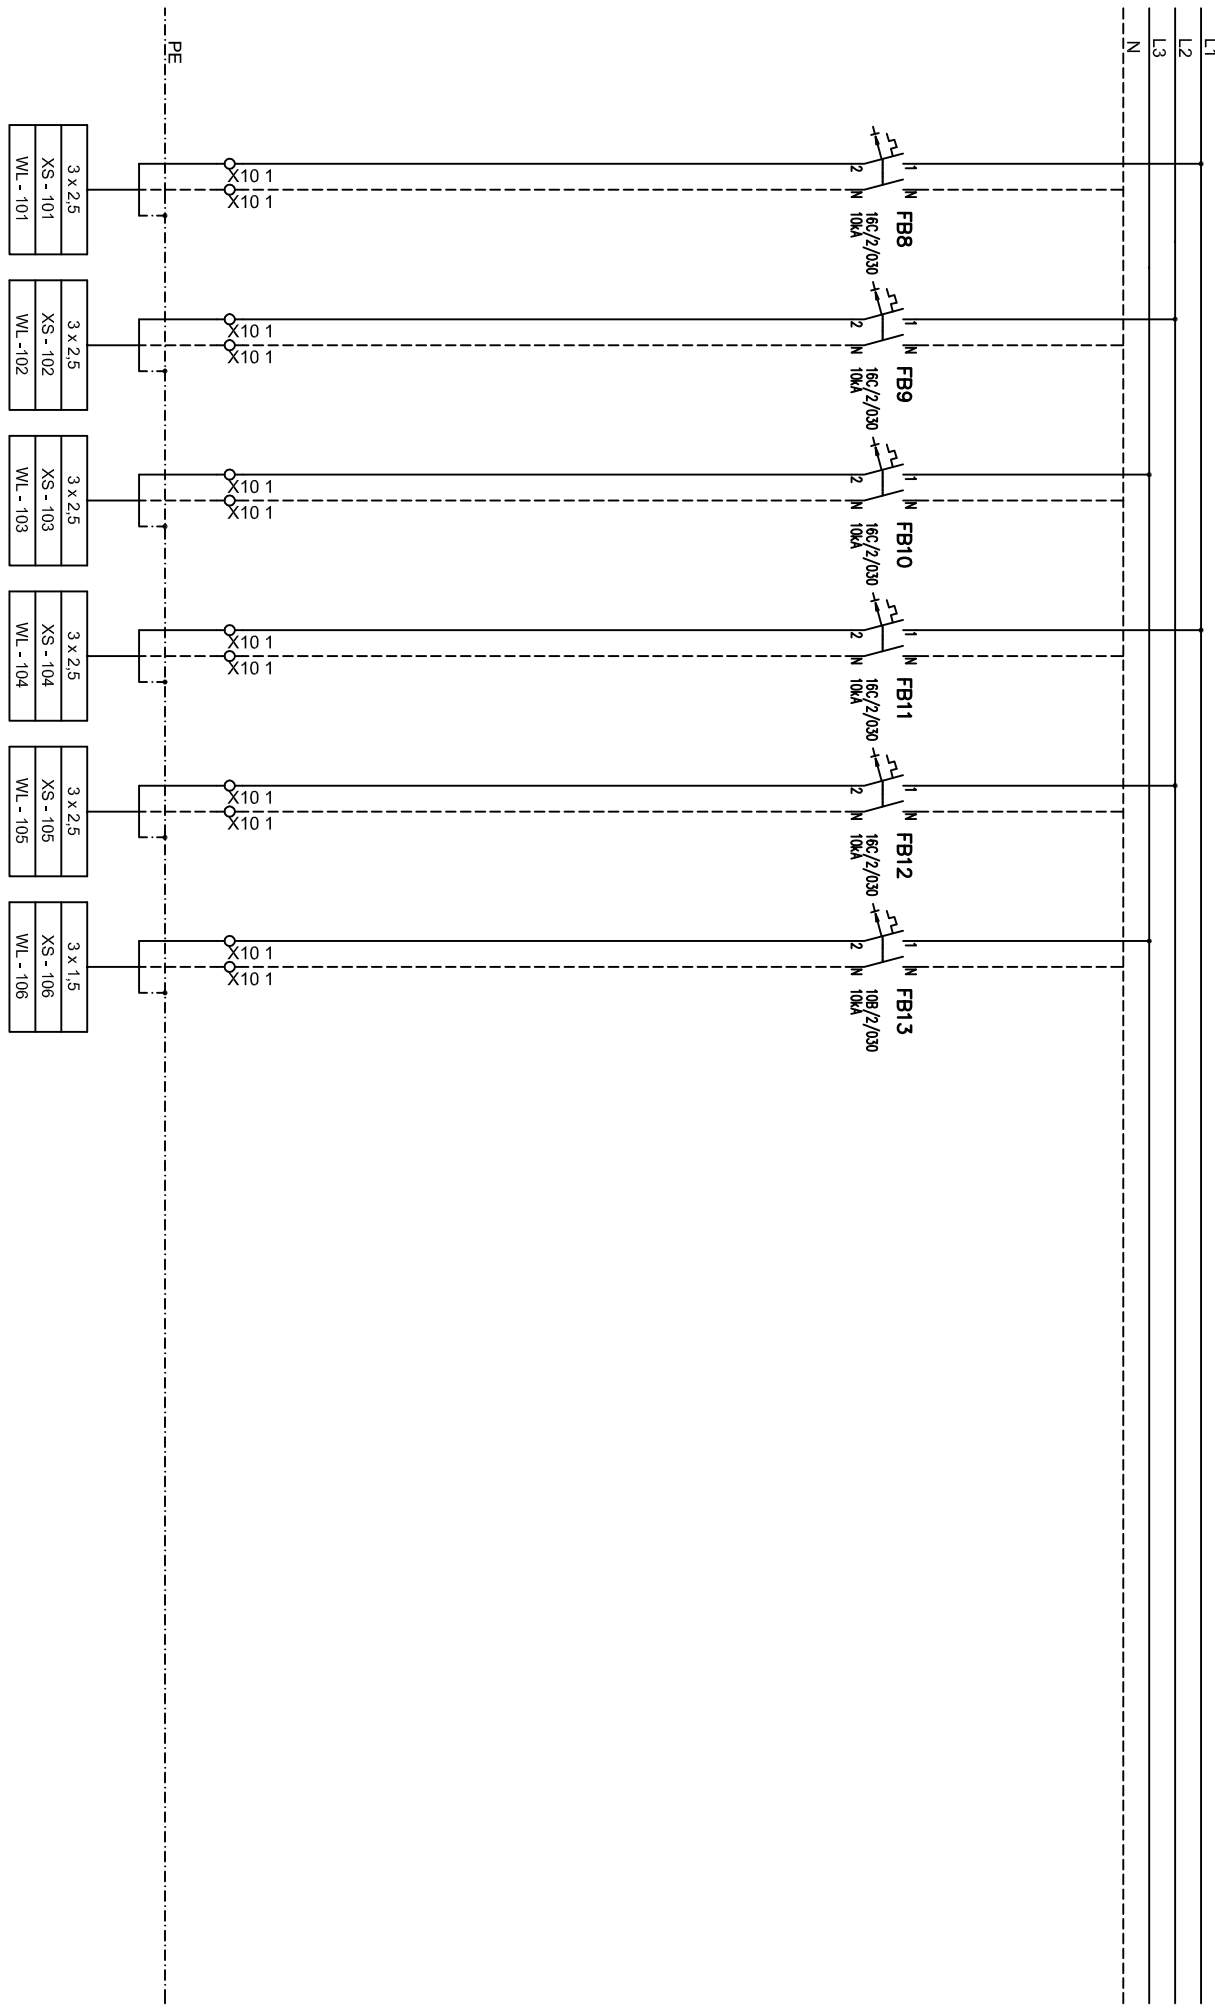 L1
L2
L3
N
1
N
2
N
FB8
16C/2/030
10kA
1
N
2
N
FB9
16C/2/030
10kA
1
N
2
N
FB10
16C/2/030
10kA
1
N
2
N
FB11
16C/2/030
10kA
1
N
2
N
FB12
16C/2/030
10kA
1
N
2
N
FB13
10B/2/030
10kA
X10 1
X10 1
X10 1
X10 1
X10 1
X10 1
X10 1
X10 1
X10 1
X10 1
X10 1
X10 1
PE
3 x 2,5
XS - 101
WL - 101
3 x 2,5
XS - 102
WL -102
3 x 2,5
XS - 103
WL - 103
3 x 2,5
XS - 104
WL - 104
3 x 2,5
XS - 105
WL - 105
3 x 1,5
XS - 106
WL - 106